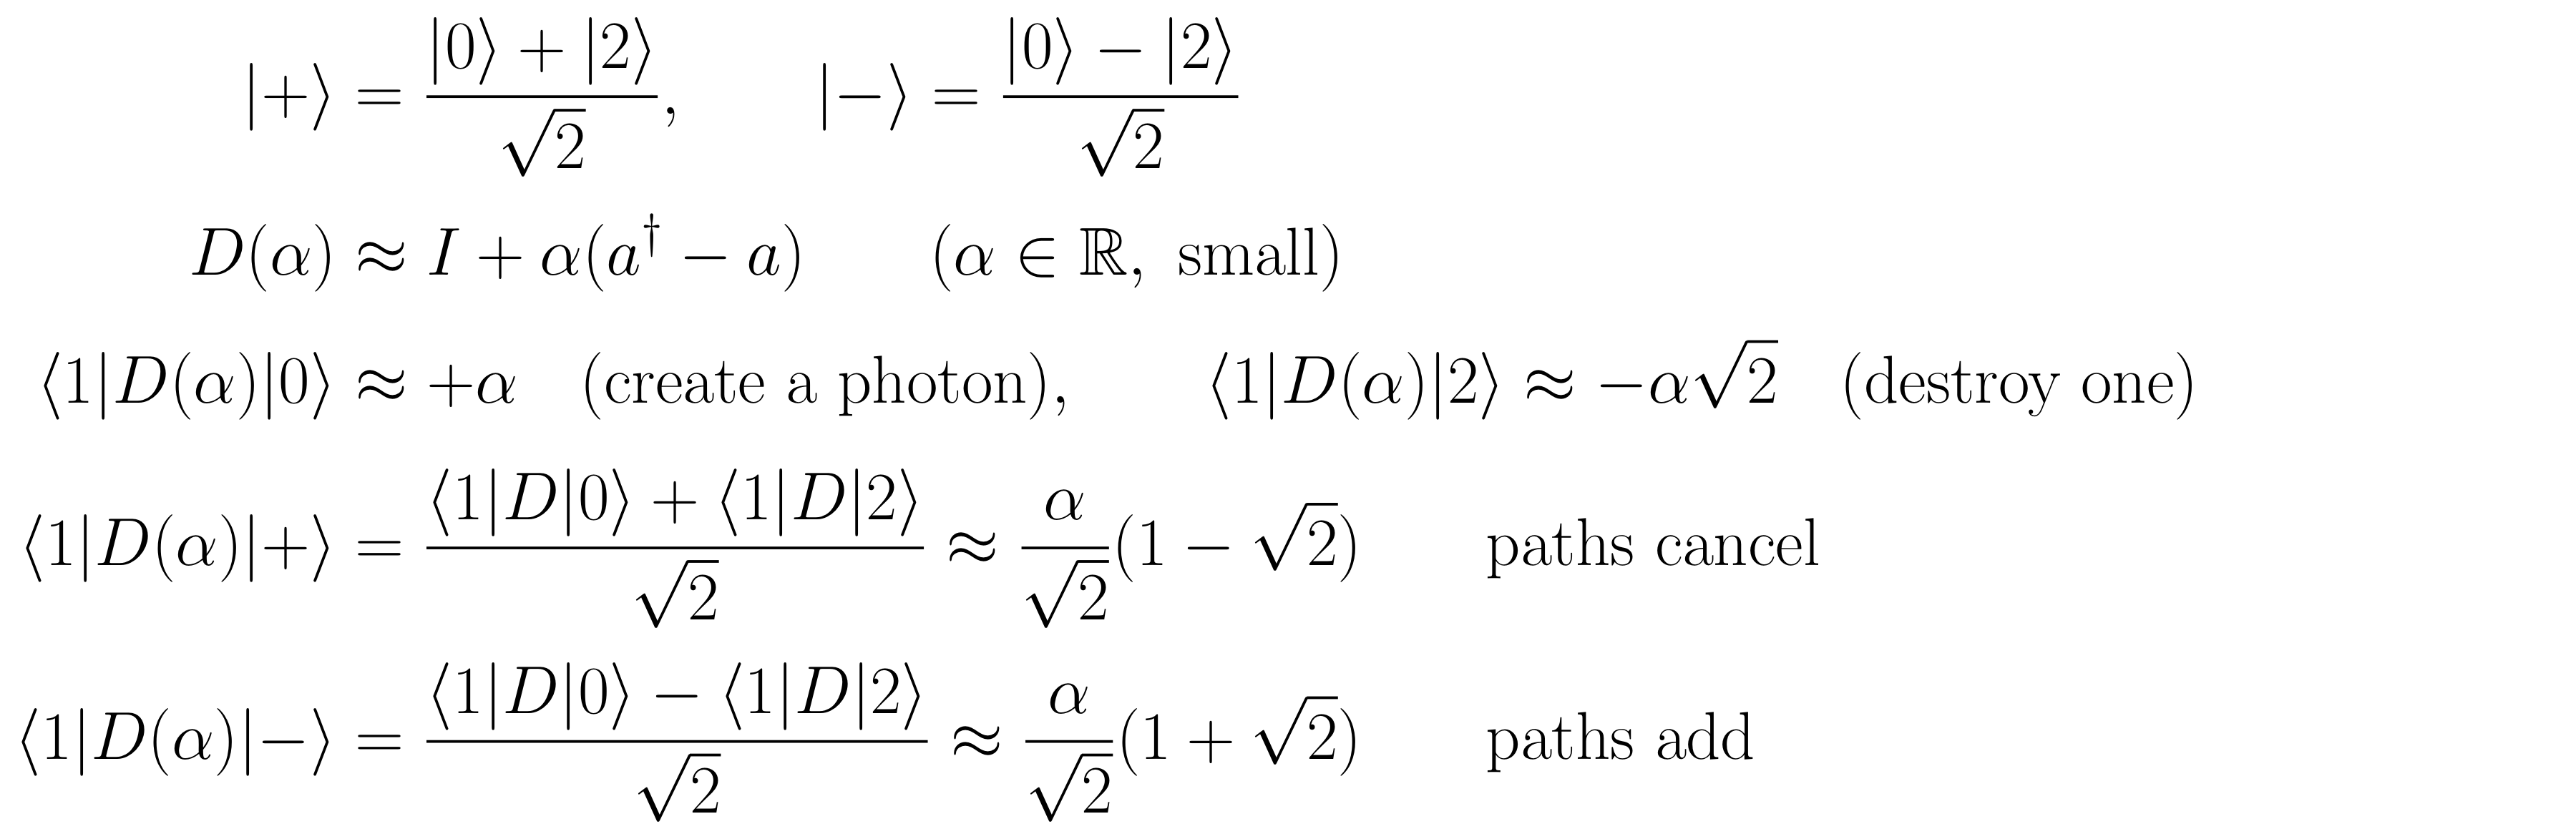 |+⟩ = (|0⟩ + |2⟩)/√2,    |−⟩ = (|0⟩ − |2⟩)/√2
D(α) ≈ I + α(a† − a)    (α ∈ ℝ, small)
⟨1|D(α)|0⟩ ≈ +α  (create a photon),    ⟨1|D(α)|2⟩ ≈ −α√2  (destroy one)
⟨1|D(α)|+⟩ = (⟨1|D|0⟩ + ⟨1|D|2⟩)/√2 ≈ α/√2 (1 − √2)    paths cancel
⟨1|D(α)|−⟩ = (⟨1|D|0⟩ − ⟨1|D|2⟩)/√2 ≈ α/√2 (1 + √2)    paths add